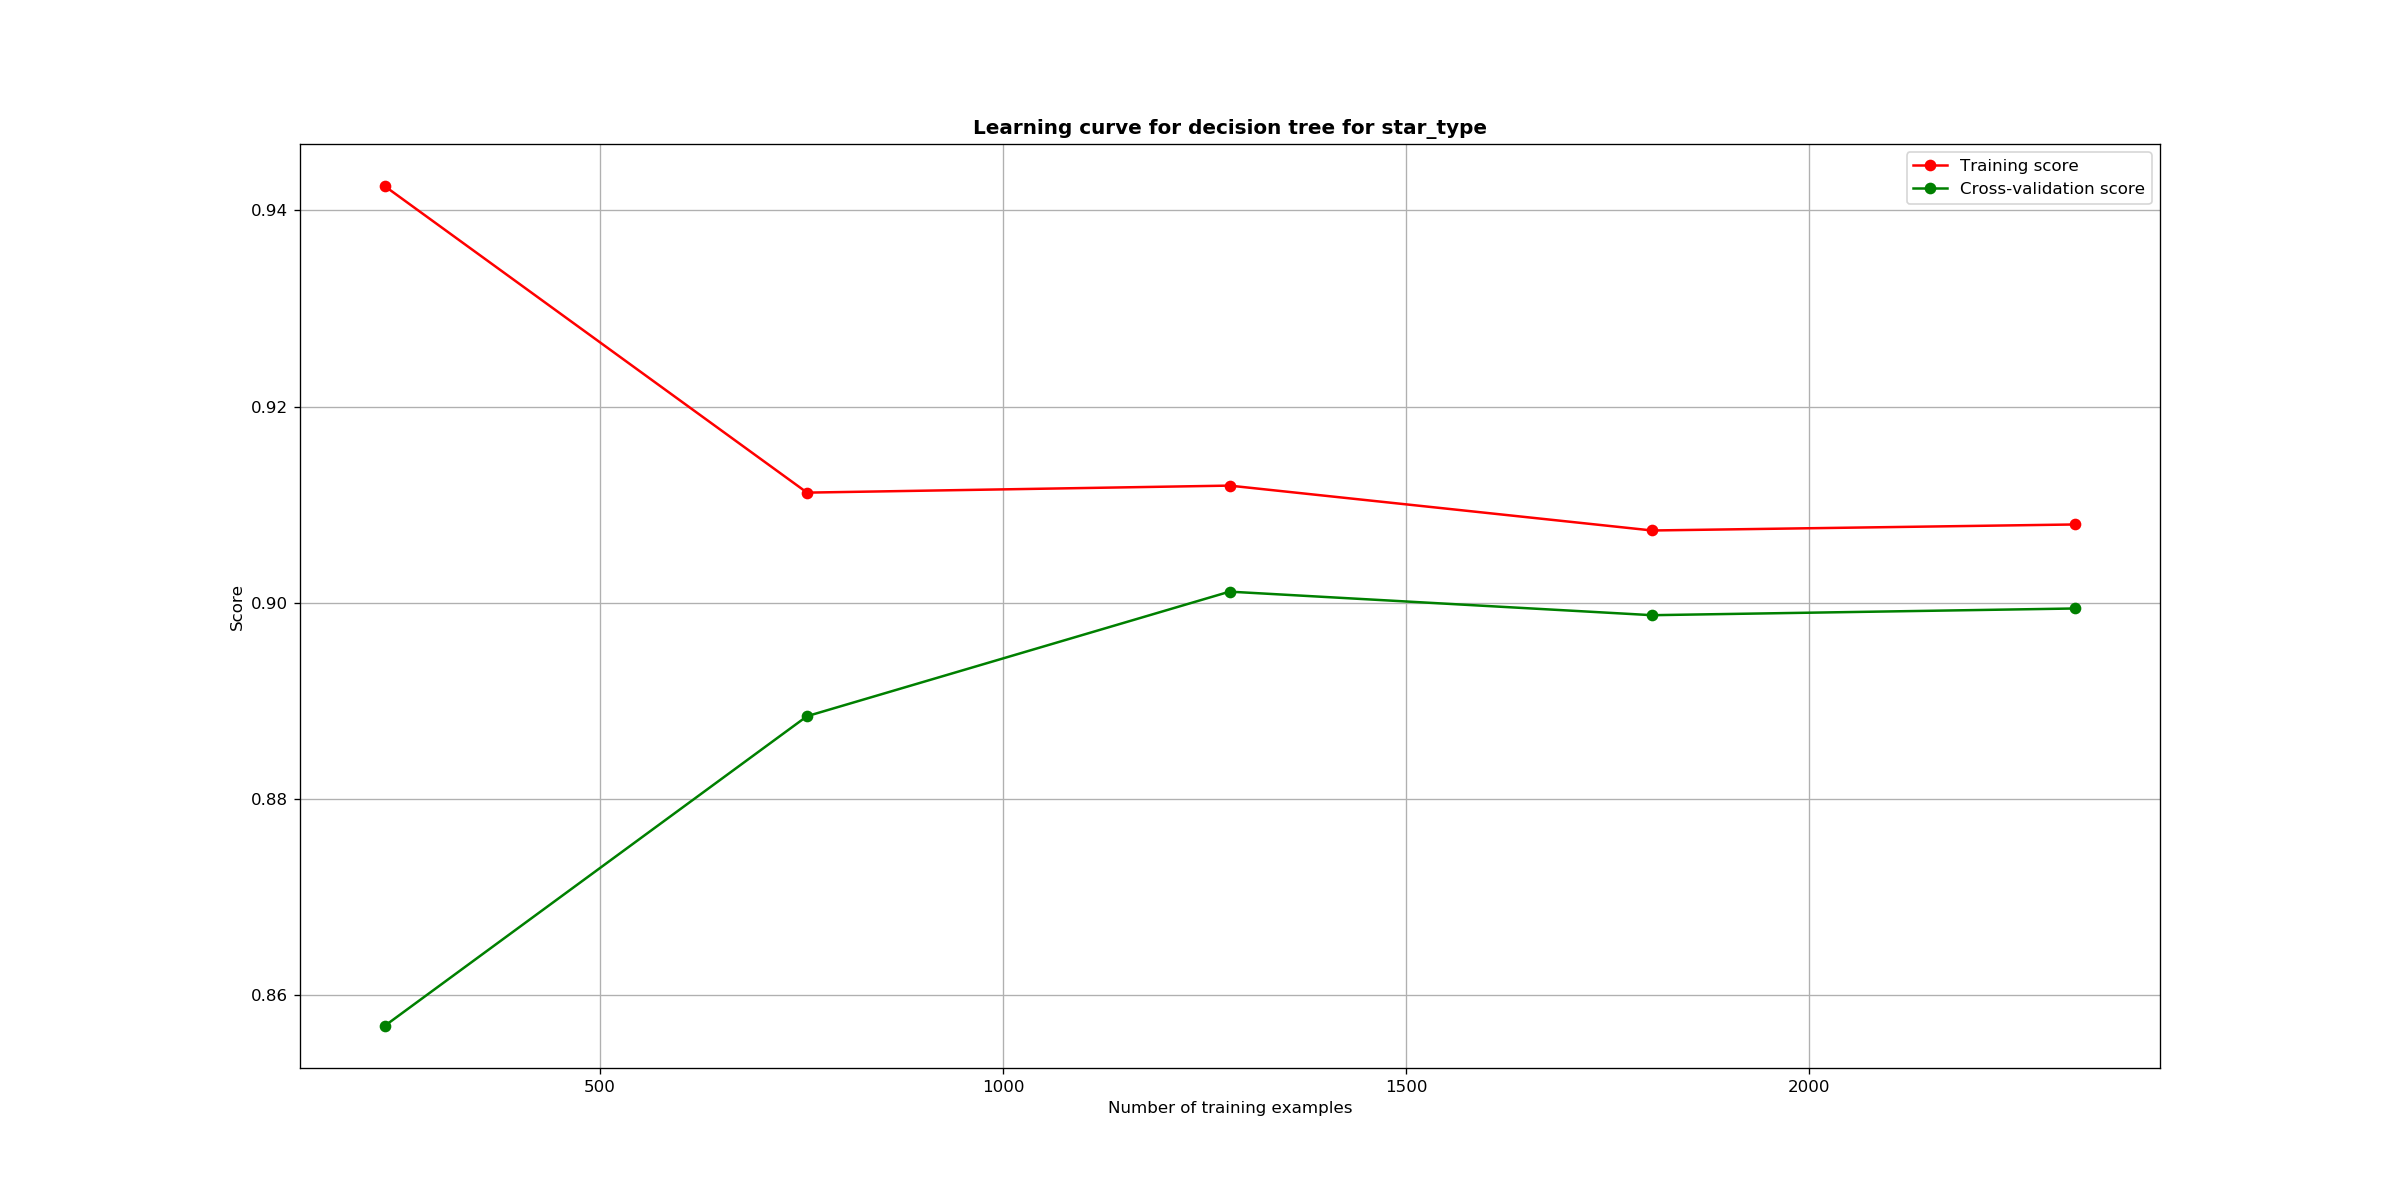 Learning curve for decision tree for star_type
Training score
Cross-validation score
0.94
0.92
0.90
0.88
0.86
Score
500 1000 1500 2000
Number of training examples